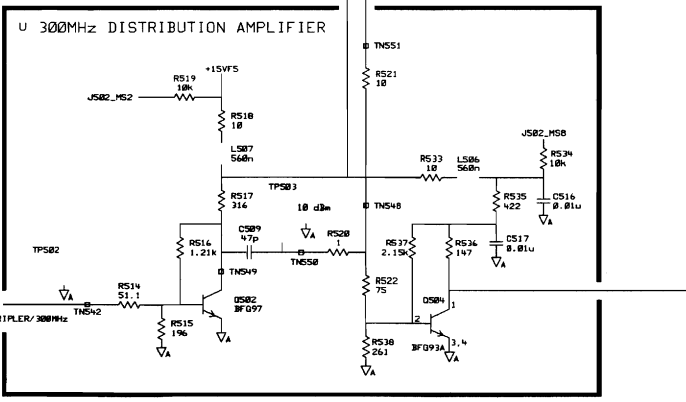 U 300MHz DISTRIBUTION AMPLIFIER
TN551
+15VF5
R519
10k
R521
10
J502_MS2
R518
10
J502_MS8
L507
560n
R533
10
L506
560n
R534
10k
TP503
R517
316
10 dBm
TN548
R535
422
C516
0.01u
A
C509
47p
A
R520
1
TP502
R516
1.21k
R537
2.15k
R536
147
C517
0.01u
A
TN550
TN549
R514
51.1
R522
75
Q504
A
Q502
BFG97
1
TN542
2
RIPLER/300MHz
R515
196
R538
261
BFG93A
3,4
A
A
A
A